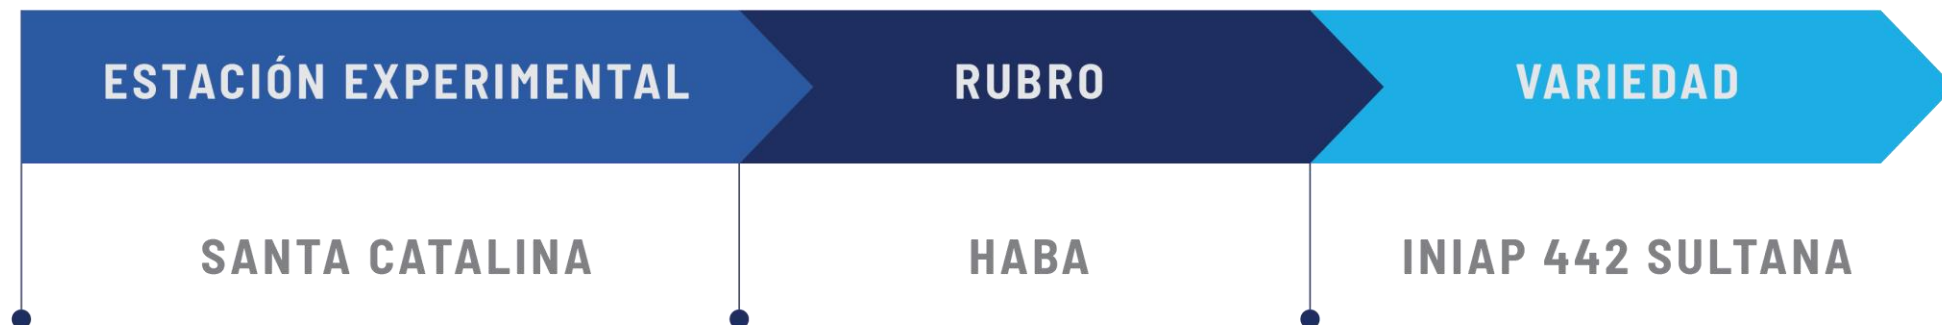 ESTACIÓN EXPERIMENTAL
RUBRO
VARIEDAD
SANTA CATALINA
HABA
INIAP 442 SULTANA